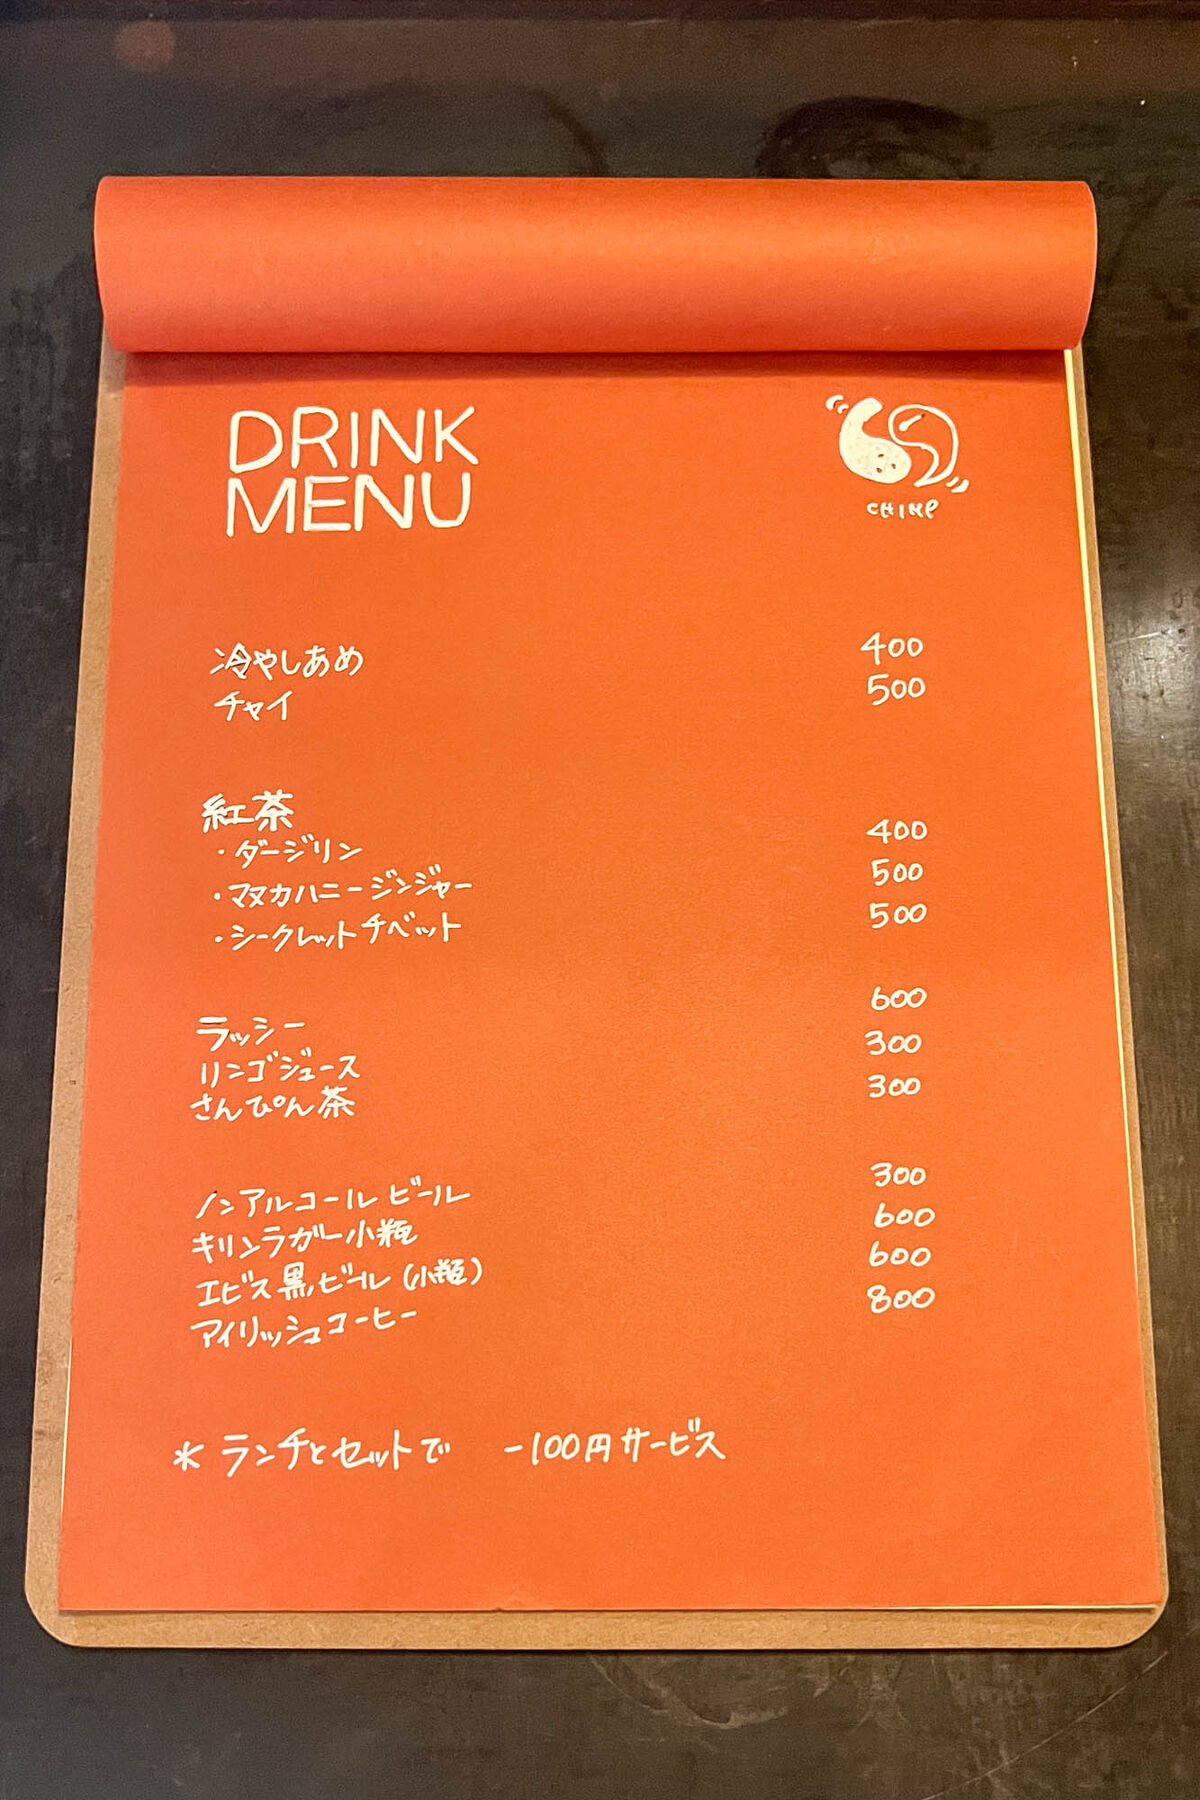 DRINK
MENU
CHIMP
冷やしあめ 400
チャイ 500
紅茶
・ダージリン 400
・マヌカハニージンジャー 500
・シークレットチベット 500
ラッシー 600
リンゴジュース 300
さんぴん茶 300
ノンアルコールビール 300
キリンラガー小瓶 600
エビス黒ビール(小瓶) 600
アイリッシュコーヒー 800
* ランチとセットで -100円サービス